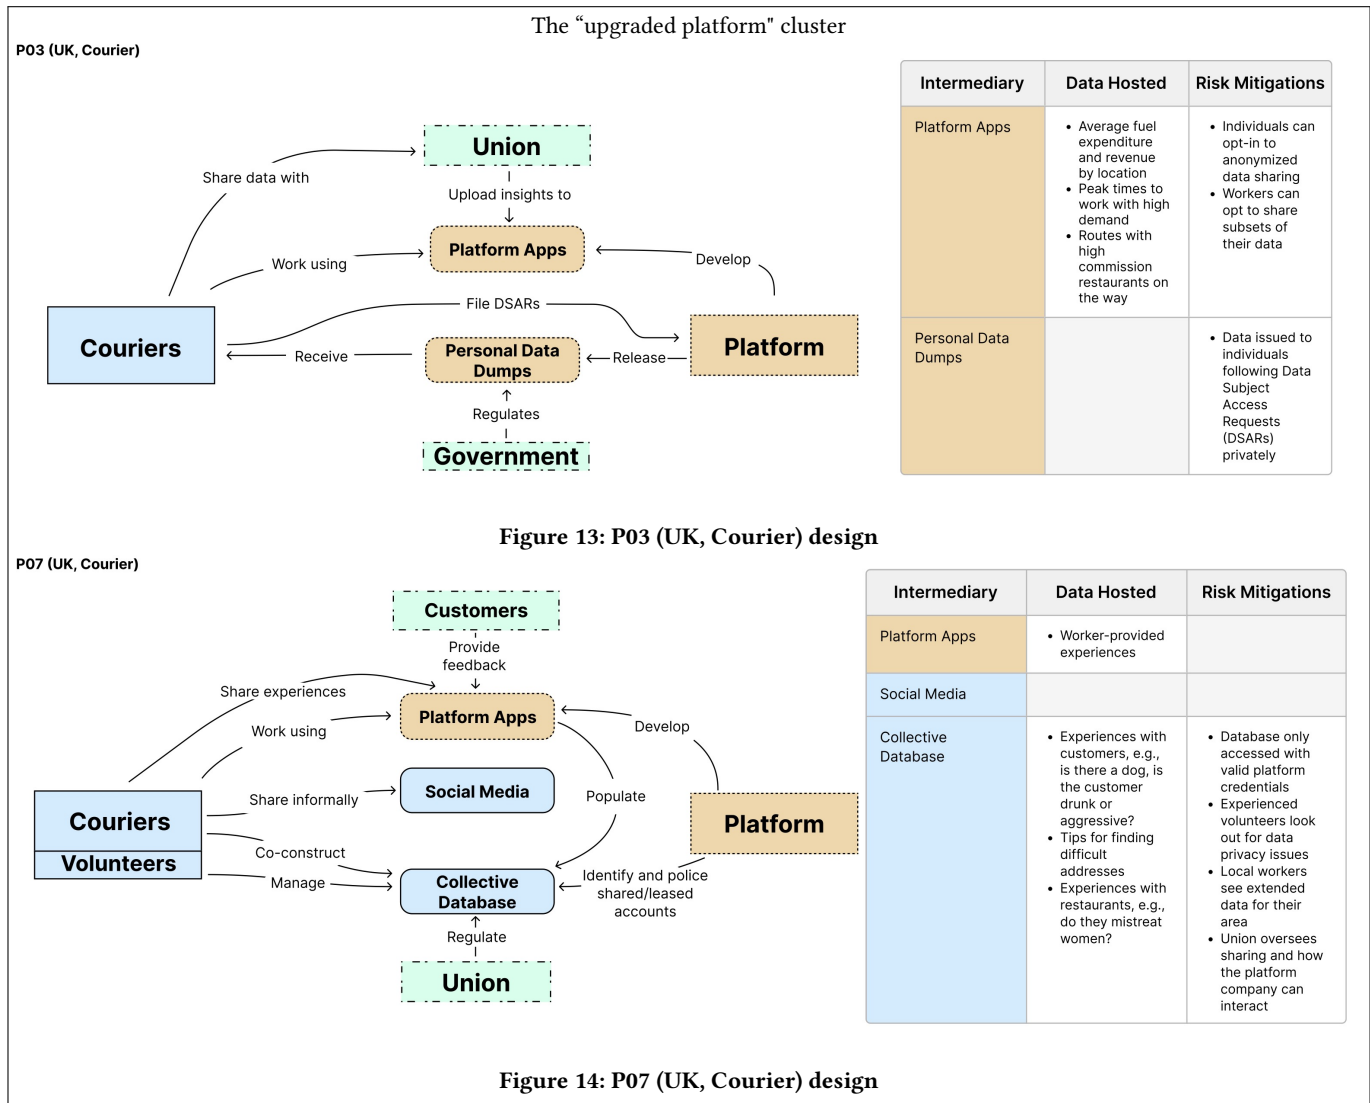 The “upgraded platform" cluster
P03 (UK, Courier)
Union
Share data with
Upload insights to
Platform Apps
Work using
Develop
File DSARs
Couriers
Receive
Personal Data
Dumps
Release
Platform
Regulates
Government
Intermediary
Data Hosted
Risk Mitigations
Platform Apps
• Average fuel
expenditure
and revenue
by location
• Peak times to
work with high
demand
• Routes with
high
commission
restaurants on
the way
• Individuals can
opt-in to
anonymized
data sharing
• Workers can
opt to share
subsets of
their data
Personal Data
Dumps
• Data issued to
individuals
following Data
Subject
Access
Requests
(DSARs)
privately
Figure 13: P03 (UK, Courier) design
P07 (UK, Courier)
Customers
Provide
feedback
Share experiences
Platform Apps
Work using
Develop
Social Media
Share informally
Populate
Couriers
Volunteers
Platform
Co-construct
Manage
Collective
Database
Identify and police
shared/leased
accounts
Regulate
Union
Intermediary
Data Hosted
Risk Mitigations
Platform Apps
• Worker-provided
experiences
Social Media
Collective
Database
• Experiences with
customers, e.g.,
is there a dog, is
the customer
drunk or
aggressive?
• Tips for finding
difficult
addresses
• Experiences with
restaurants, e.g.,
do they mistreat
women?
• Database only
accessed with
valid platform
credentials
• Experienced
volunteers look
out for data
privacy issues
• Local workers
see extended
data for their
area
• Union oversees
sharing and how
the platform
company can
interact
Figure 14: P07 (UK, Courier) design